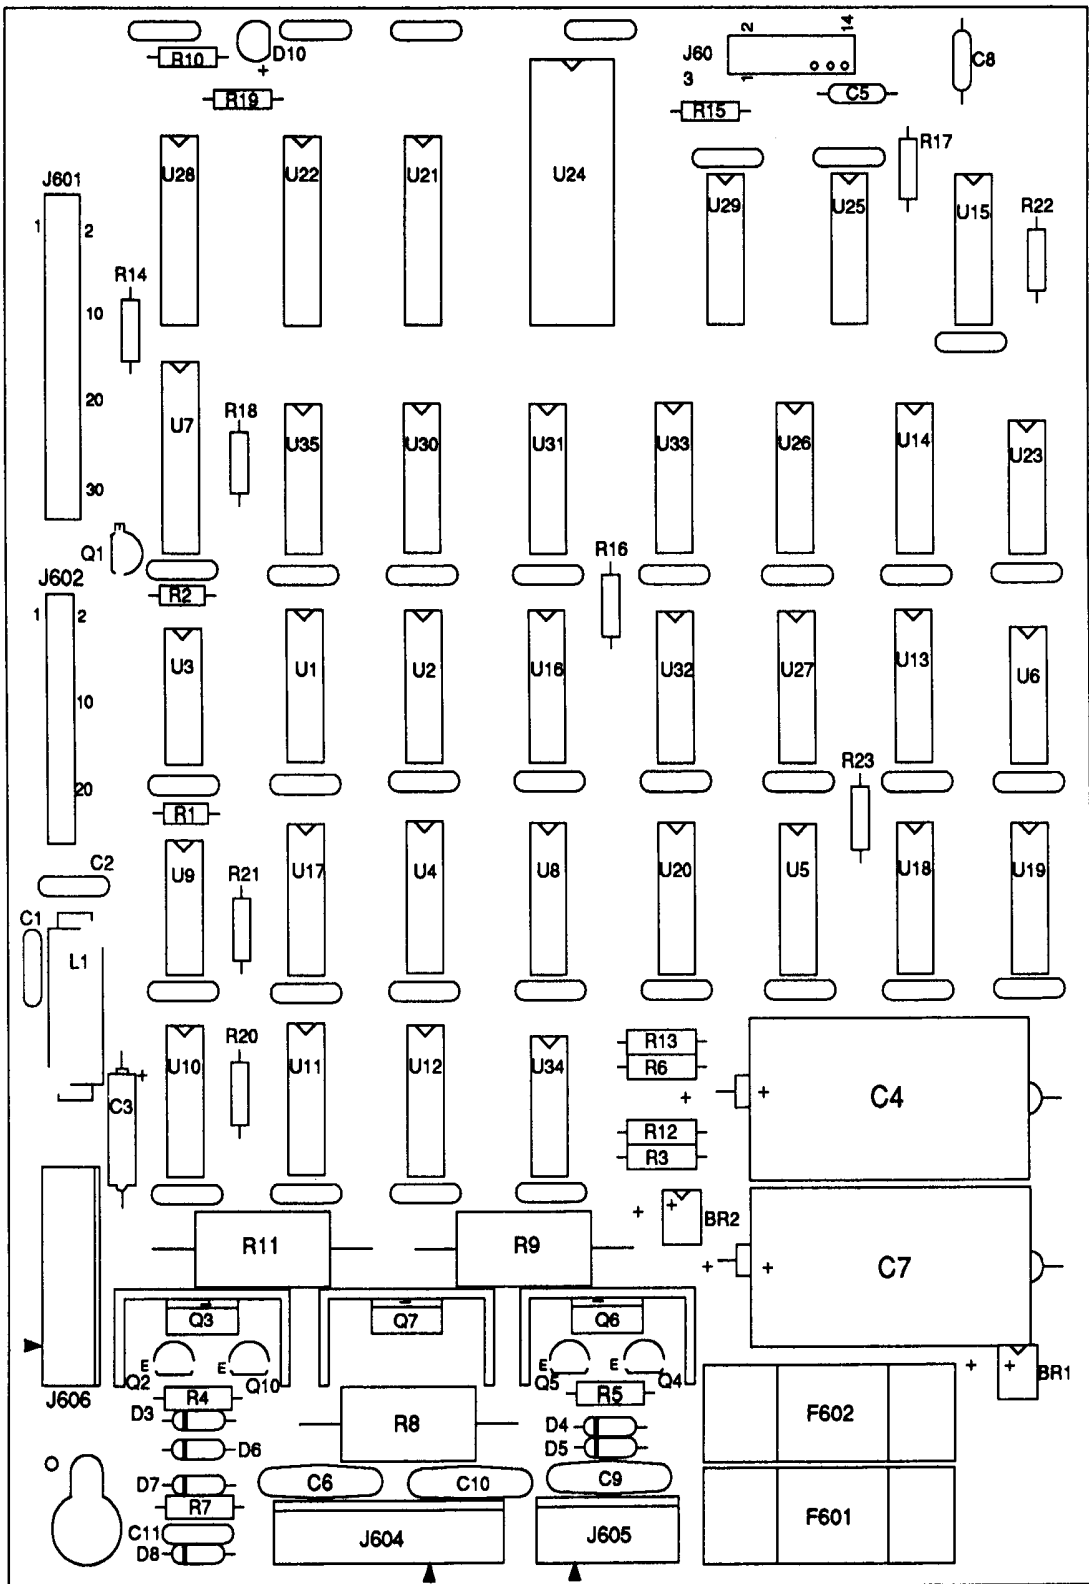 R10
D10
+
R19
J60
3
2
14
1
C5
C8
R15
R17
J601
1
2
10
20
30
U28
U22
U21
U24
U29
U25
U15
R22
R14
U7
R18
U35
U30
U31
U33
U26
U14
U23
E
Q1
R16
J602
1
2
10
20
R2
U3
U1
U2
U16
U32
U27
U13
U6
R23
R1
C2
U9
R21
U17
U4
U8
U20
U5
U18
U19
C1
L1
U10
R20
U11
U12
U34
R13
R6
+
R12
R3
+
C4
C3
+
R11
R9
+
+
BR2
+
+
C7
Q3
Q7
Q6
E
Q2
E
Q10
E
Q5
E
Q4
+
+
BR1
J606
R4
R5
D3
D6
R8
D4
D5
F602
D7
R7
C6
C10
C9
C11
D8
J604
J605
F601